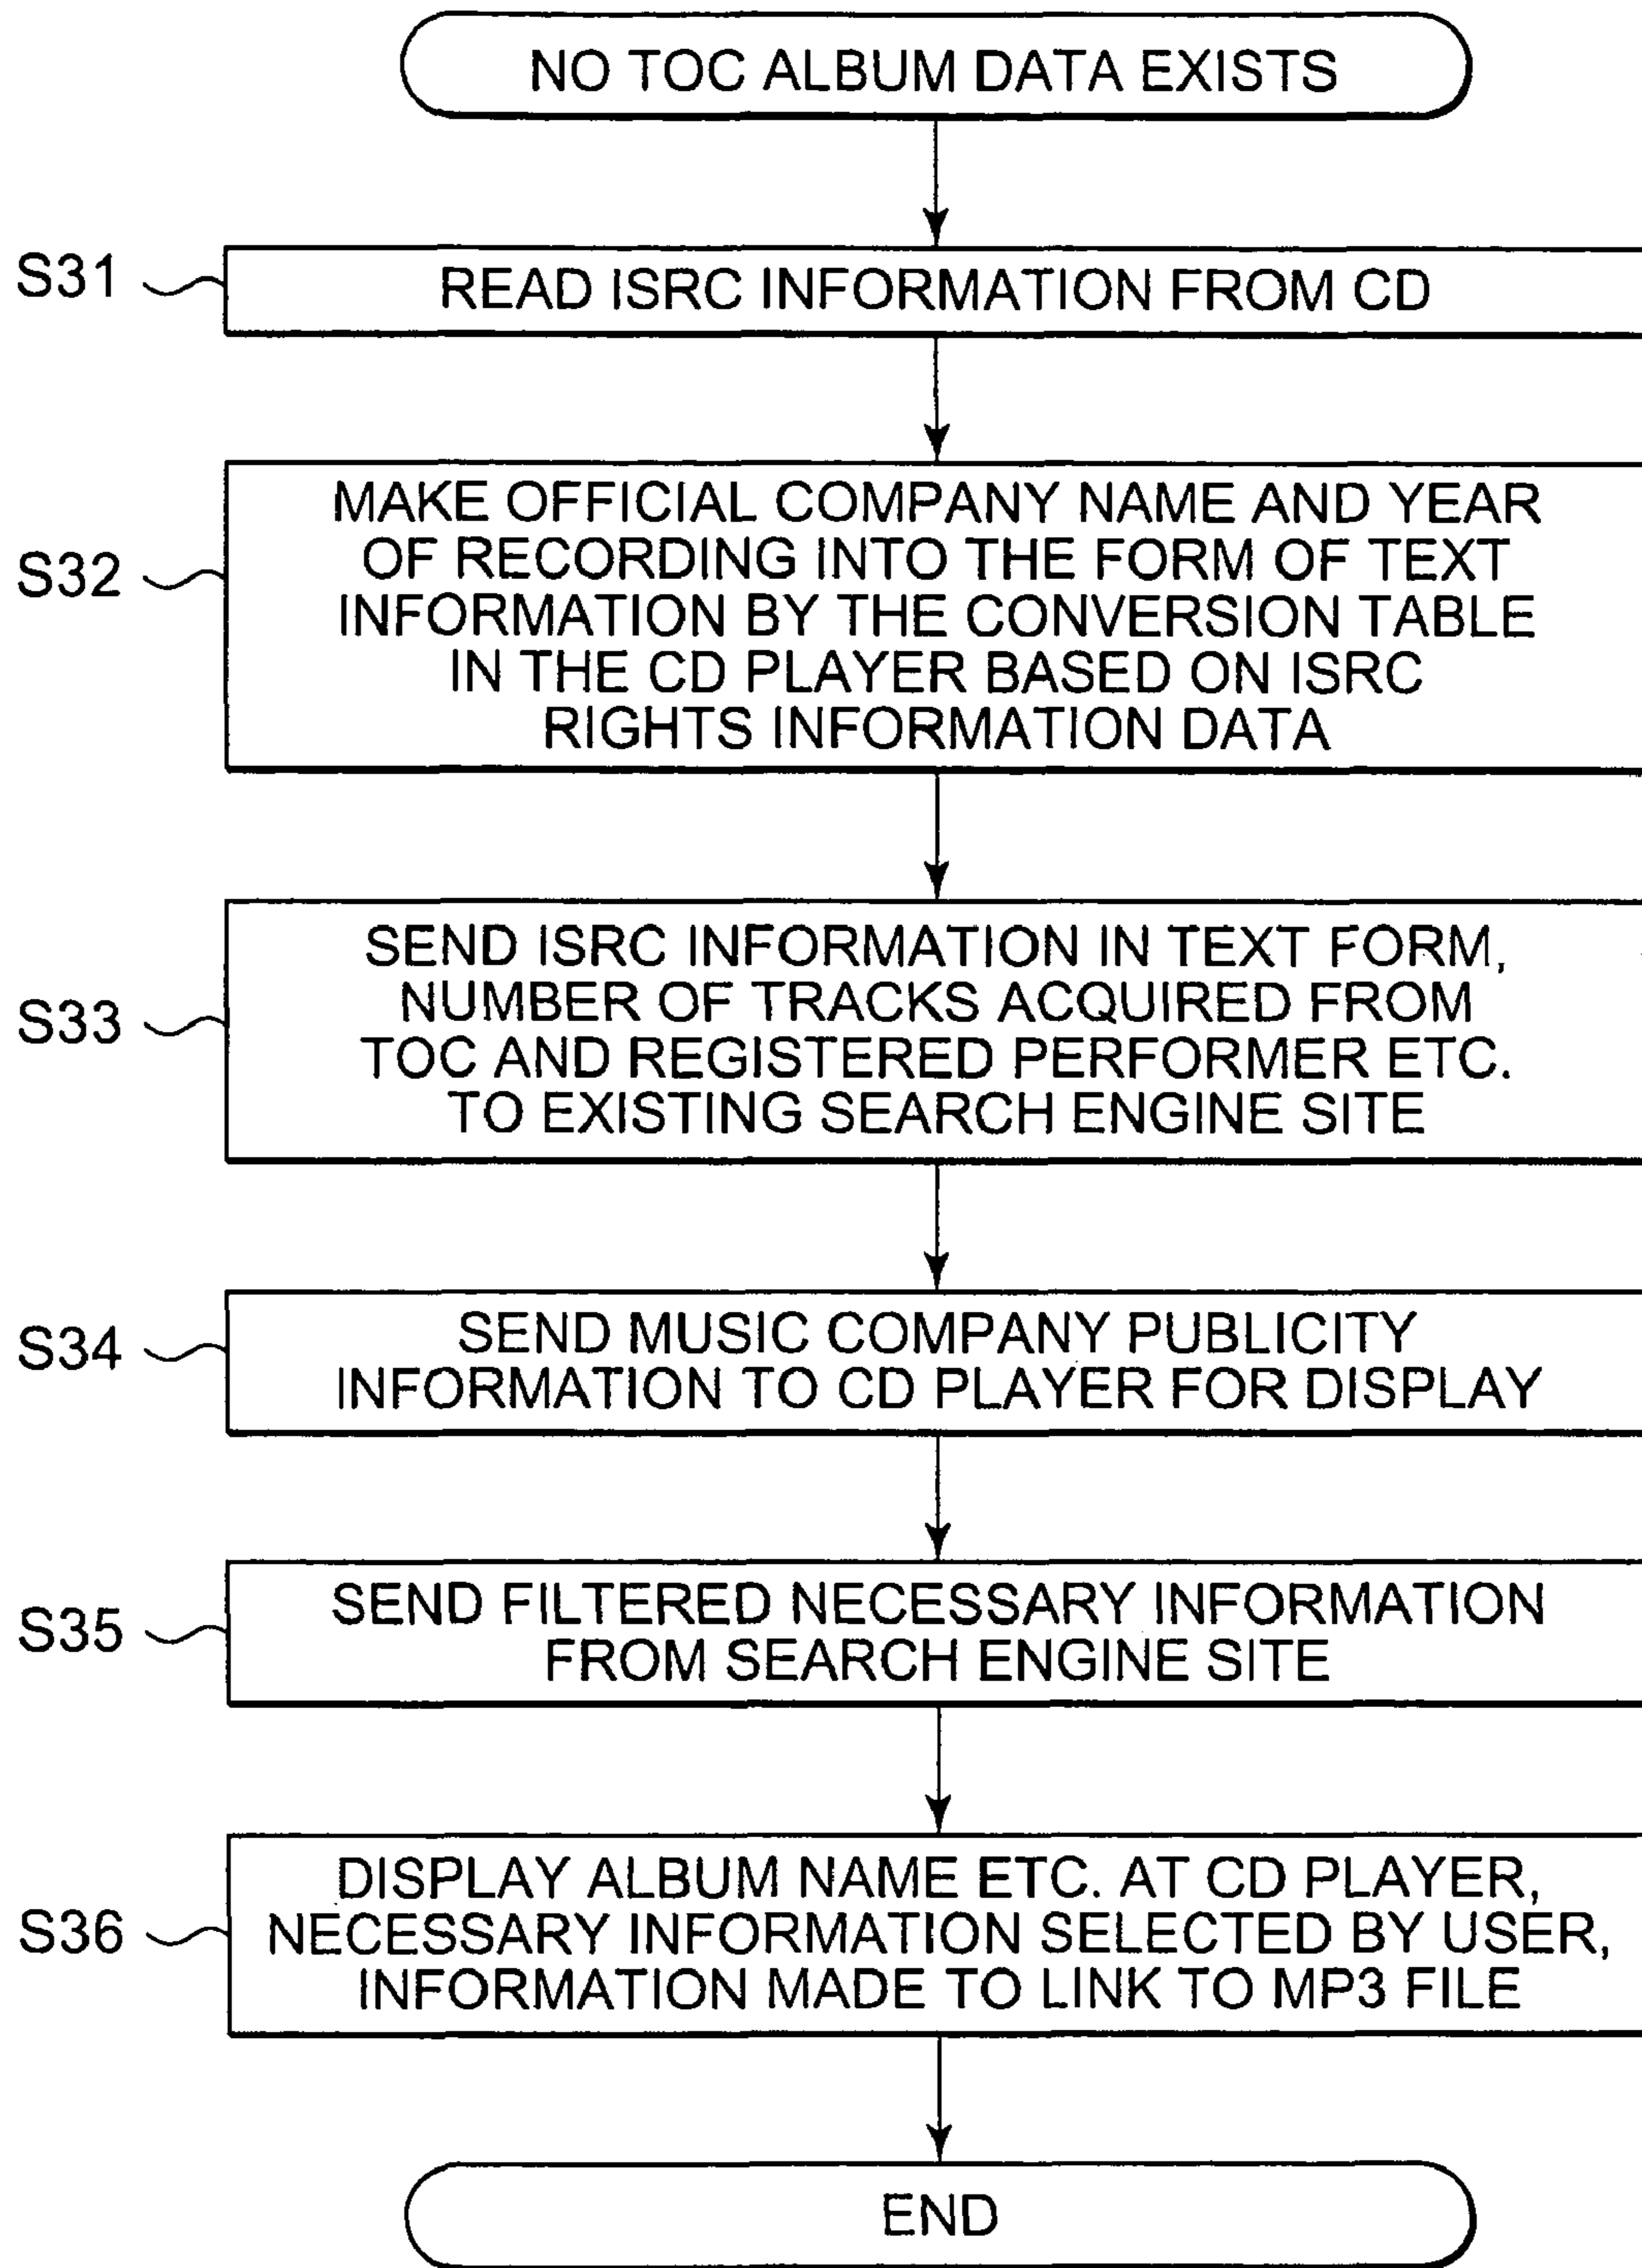 NO TOC ALBUM DATA EXISTS
S31
READ ISRC INFORMATION FROM CD
S32
MAKE OFFICIAL COMPANY NAME AND YEAR
OF RECORDING INTO THE FORM OF TEXT
INFORMATION BY THE CONVERSION TABLE
IN THE CD PLAYER BASED ON ISRC
RIGHTS INFORMATION DATA
S33
SEND ISRC INFORMATION IN TEXT FORM,
NUMBER OF TRACKS ACQUIRED FROM
TOC AND REGISTERED PERFORMER ETC.
TO EXISTING SEARCH ENGINE SITE
S34
SEND MUSIC COMPANY PUBLICITY
INFORMATION TO CD PLAYER FOR DISPLAY
S35
SEND FILTERED NECESSARY INFORMATION
FROM SEARCH ENGINE SITE
S36
DISPLAY ALBUM NAME ETC. AT CD PLAYER,
NECESSARY INFORMATION SELECTED BY USER,
INFORMATION MADE TO LINK TO MP3 FILE
END